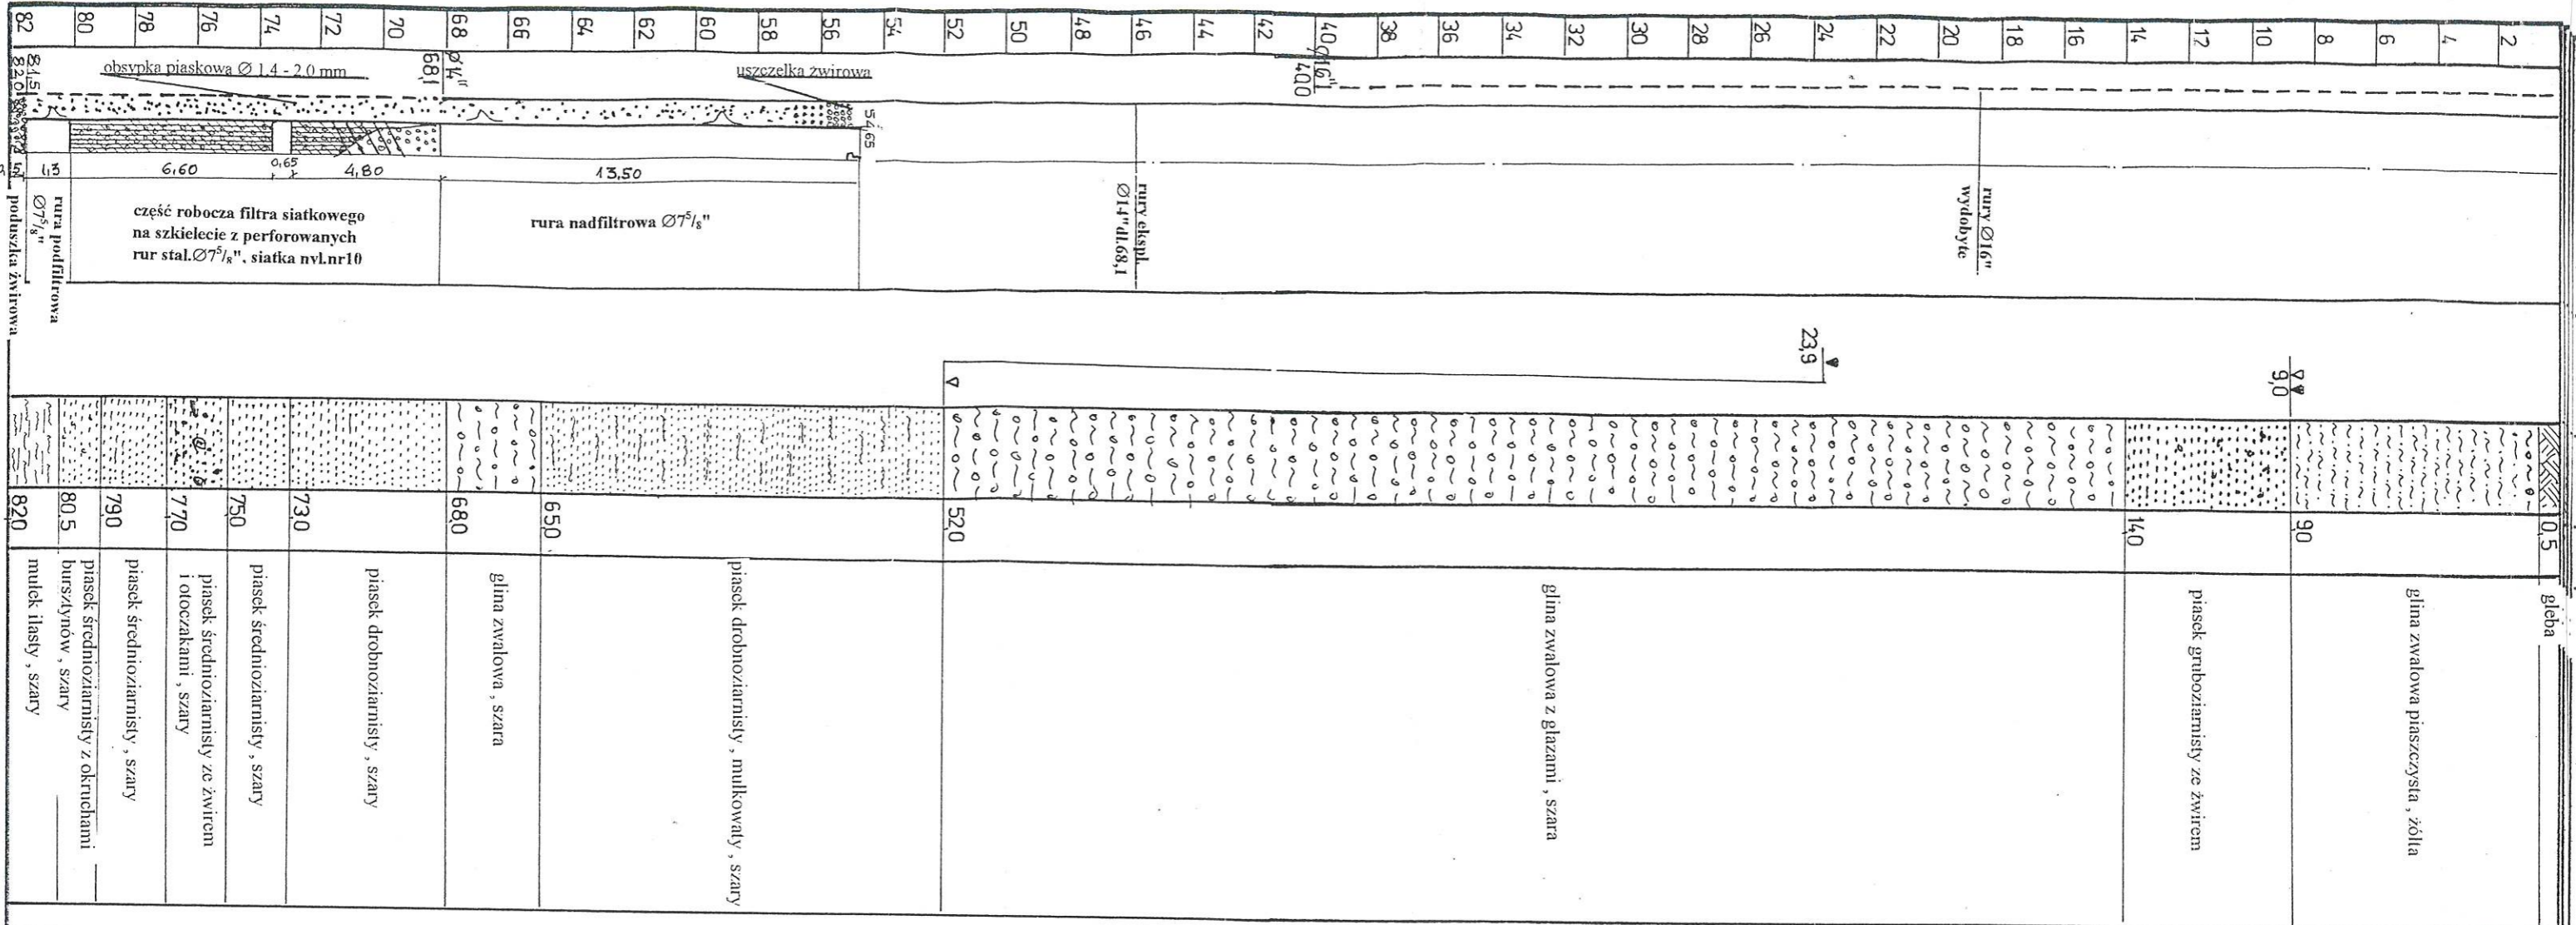 82
80
78
76
74
72
70
68
66
64
62
60
58
56
54
52
50
48
46
44
42
40
38
36
34
32
30
28
26
24
22
20
18
16
14
12
10
8
6
4
2
81,5
82,0
obsypka piaskowa Ø 1,4 - 2,0 mm
Ø14"
68,1
uszczelka żwirowa
54,65
Ø16"
40,0
1,3
6,60
0,65
4,80
13,50
poduszka żwirowa
rura podfiltrowa
Ø7⁵/₈"
część robocza filtra siatkowego
na szkielecie z perforowanych
rur stal.Ø7⁵/₈", siatka nyl.nr10
rura nadfiltrowa Ø7⁵/₈"
rury ekspl.
Ø14"dł.68,1
rury Ø16"
wydobyte
23,9
9,0
82,0
80,5
79,0
77,0
75,0
73,0
68,0
65,0
52,0
14,0
9,0
0,5
mułek ilasty , szary
piasek średnioziarnisty z okruchami
bursztynów , szary
piasek średnioziarnisty , szary
piasek średnioziarnisty ze żwirem
i otoczakami , szary
piasek średnioziarnisty , szary
piasek drobnoziarnisty , szary
glina zwałowa , szara
piasek drobnoziarnisty , mułkowaty , szary
glina zwałowa z głazami , szara
piasek gruboziarnisty ze żwirem
glina zwałowa piaszczysta , żółta
gleba